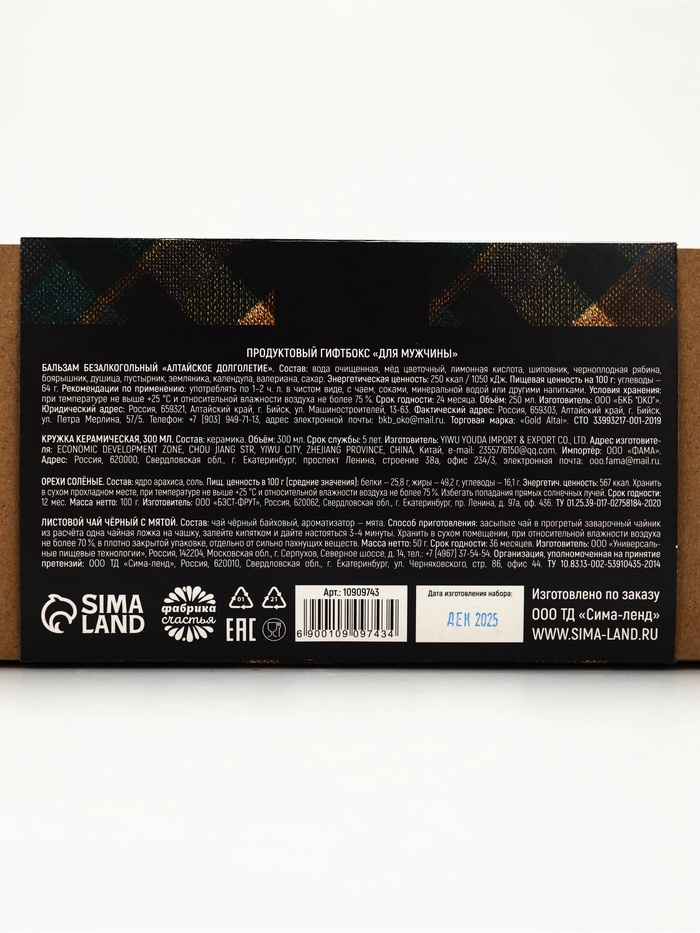 ПРОДУКТОВЫЙ ГИФТБОКС «ДЛЯ МУЖЧИНЫ»
БАЛЬЗАМ БЕЗАЛКОГОЛЬНЫЙ «АЛТАЙСКОЕ ДОЛГОЛЕТИЕ». Состав: вода очищенная, мёд цветочный, лимонная кислота, шиповник, черноплодная рябина,
боярышник, душица, пустырник, земляника, календула, валериана, сахар. Энергетическая ценность: 250 ккал / 1050 кДж. Пищевая ценность на 100 г: углеводы –
64 г. Рекомендации по применению: употреблять по 1–2 ч. л. в чистом виде, с чаем, соками, минеральной водой или другими напитками. Условия хранения:
при температуре не выше +25 °С и относительной влажности воздуха не более 75 %. Срок годности: 24 месяца. Объём: 250 мл. Изготовитель: ООО «БКБ "ОКО"».
Юридический адрес: Россия, 659321, Алтайский край, г. Бийск, ул. Машиностроителей, 13-63. Фактический адрес: Россия, 659303, Алтайский край, г. Бийск,
ул. Петра Мерлина, 57/5. Телефон: +7 (903) 949-71-13, адрес электронной почты: bkb_oko@mail.ru. Торговая марка: «Gold Altai». СТО 33993217-001-2019
КРУЖКА КЕРАМИЧЕСКАЯ, 300 МЛ. Состав: керамика. Объём: 300 мл. Срок службы: 5 лет. Изготовитель: YIWU YOUDA IMPORT & EXPORT CO., LTD. Адрес изготовите-
ля: ECONOMIC DEVELOPMENT ZONE, CHOU JIANG STR, YIWU CITY, ZHEJIANG PROVINCE, CHINA, Китай, e-mail: 2355776150@qq.com. Импортёр: ООО «ФАМА».
Адрес: Россия, 620000, Свердловская обл., г. Екатеринбург, проспект Ленина, строение 38а, офис 234/3, электронная почта: ooo.fama@mail.ru.
ОРЕХИ СОЛЁНЫЕ. Состав: ядро арахиса, соль. Пищ. ценность в 100 г (средние значения): белки – 25,8 г, жиры – 49,2 г, углеводы – 16,1 г. Энергетич. ценность: 567 ккал. Хранить
в сухом прохладном месте, при температуре не выше +25 °С и относительной влажности воздуха не более 75 %. Избегать попадания прямых солнечных лучей. Срок годности:
12 мес. Масса нетто: 100 г. Изготовитель: ООО «БЭСТ-ФРУТ», Россия, 620062, Свердловская обл., г. Екатеринбург, пр. Ленина, д. 97а, оф. 436. ТУ 01.25.39-017-02758184-2020
ЛИСТОВОЙ ЧАЙ ЧЁРНЫЙ С МЯТОЙ. Состав: чай чёрный байховый, ароматизатор – мята. Способ приготовления: засыпьте чай в прогретый заварочный чайник
из расчёта одна чайная ложка на чашку, залейте кипятком и дайте настояться 3–4 минуты. Хранить в сухом помещении, при относительной влажности воздуха
не более 70 %, в плотно закрытой упаковке, отдельно от сильно пахнущих веществ. Масса нетто: 50 г. Срок годности: 36 месяцев. Изготовитель: ООО «Универсаль-
ные пищевые технологии», Россия, 142204, Московская обл., г. Серпухов, Северное шоссе, д. 14, тел.: +7 (4967) 37-54-54. Организация, уполномоченная на принятие
претензий: ООО ТД «Сима-ленд», Россия, 620010, Свердловская обл., г. Екатеринбург, ул. Черняховского, стр. 86, офис 44. ТУ 10.83.13-002-53910435-2014
SIMA
LAND
фабрика
счастья
01
21
EAC
Арт.: 10909743
6 900109 097434
Дата изготовления набора:
ДЕК 2025
Изготовлено по заказу
ООО ТД «Сима-ленд»
WWW.SIMA-LAND.RU